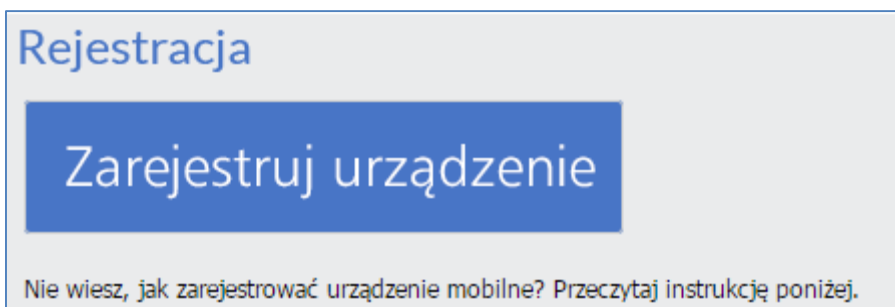 Rejestracja
Zarejestruj urządzenie
Nie wiesz, jak zarejestrować urządzenie mobilne? Przeczytaj instrukcję poniżej.